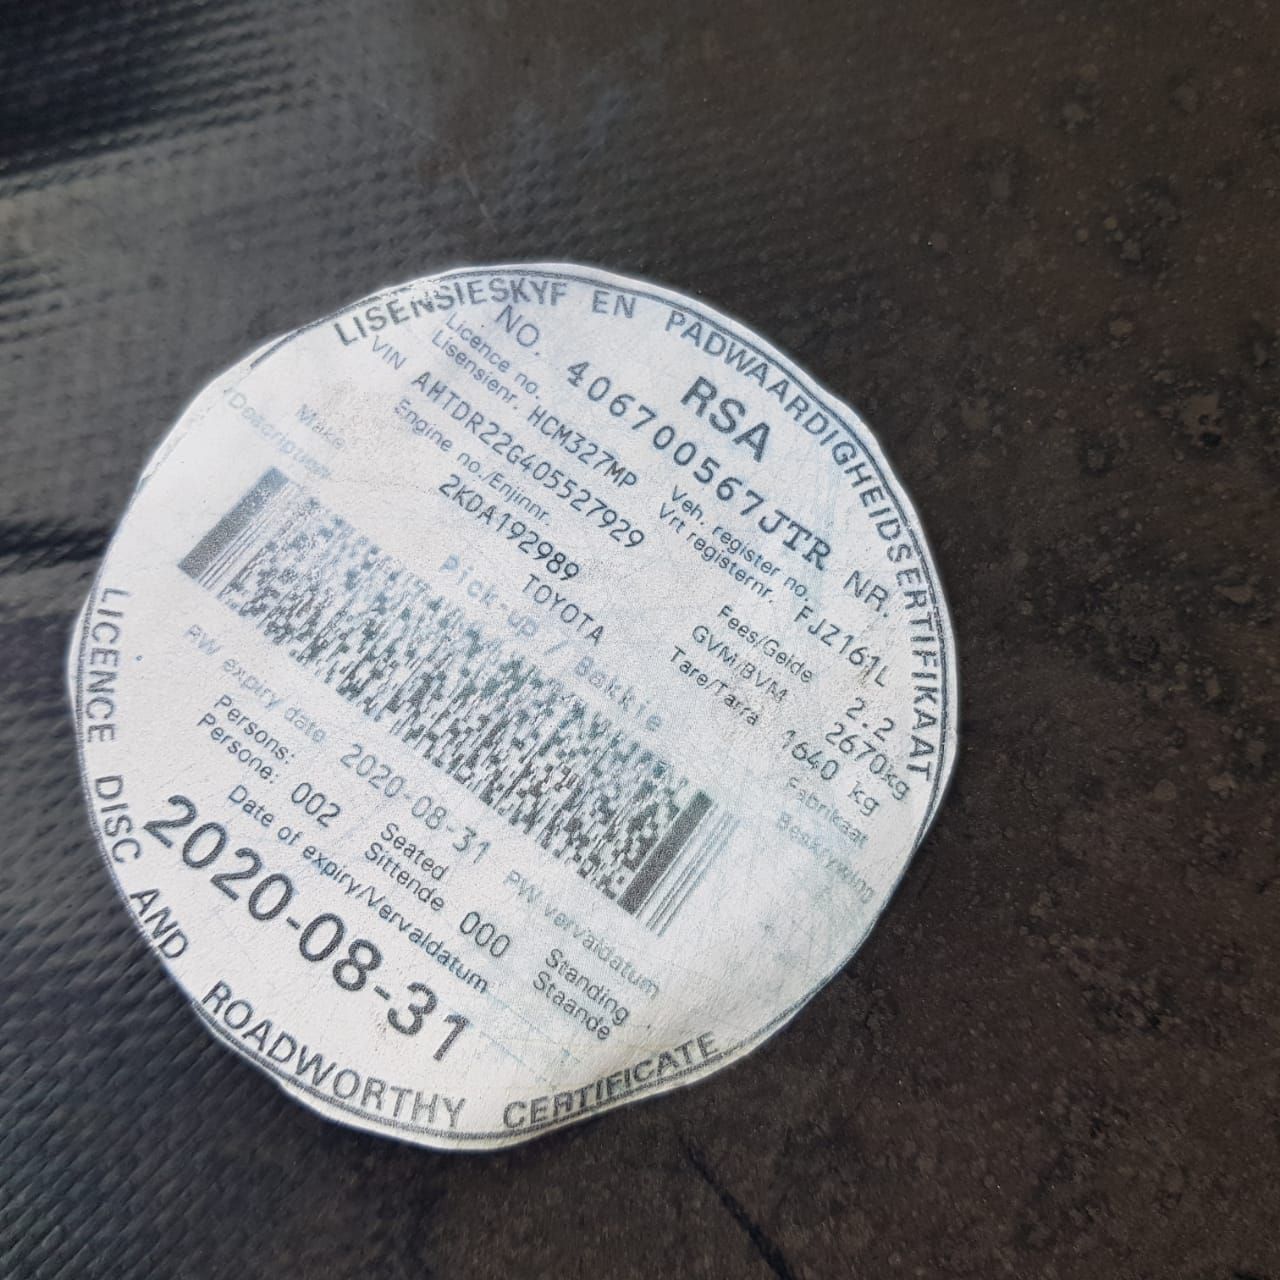 LISENSIESKYF EN PADWAARDIGHEIDSERTIFIKAAT
RSA
NO. 406700567JTR NR.
Licence no. Veh. register no.
Lisensienr. HCM327MP Vrt registernr. FJZ161L
VIN AHTDR22G405527929 Fees/Gelde 2.2
Engine no./Enjinnr. GVM/BVM 2670kg
2KDA192989 Tare/Tarra 1640 kg
Make TOYOTA Fabrikaat
Description Pick-up / Bakkie Beskrywing
PW expiry date 2020-08-31 PW vervaldatum
Persons: Seated Standing
Persone: 002 Sittende 000 Staande
Date of expiry/Vervaldatum
2020-08-31
LICENCE DISC AND ROADWORTHY CERTIFICATE